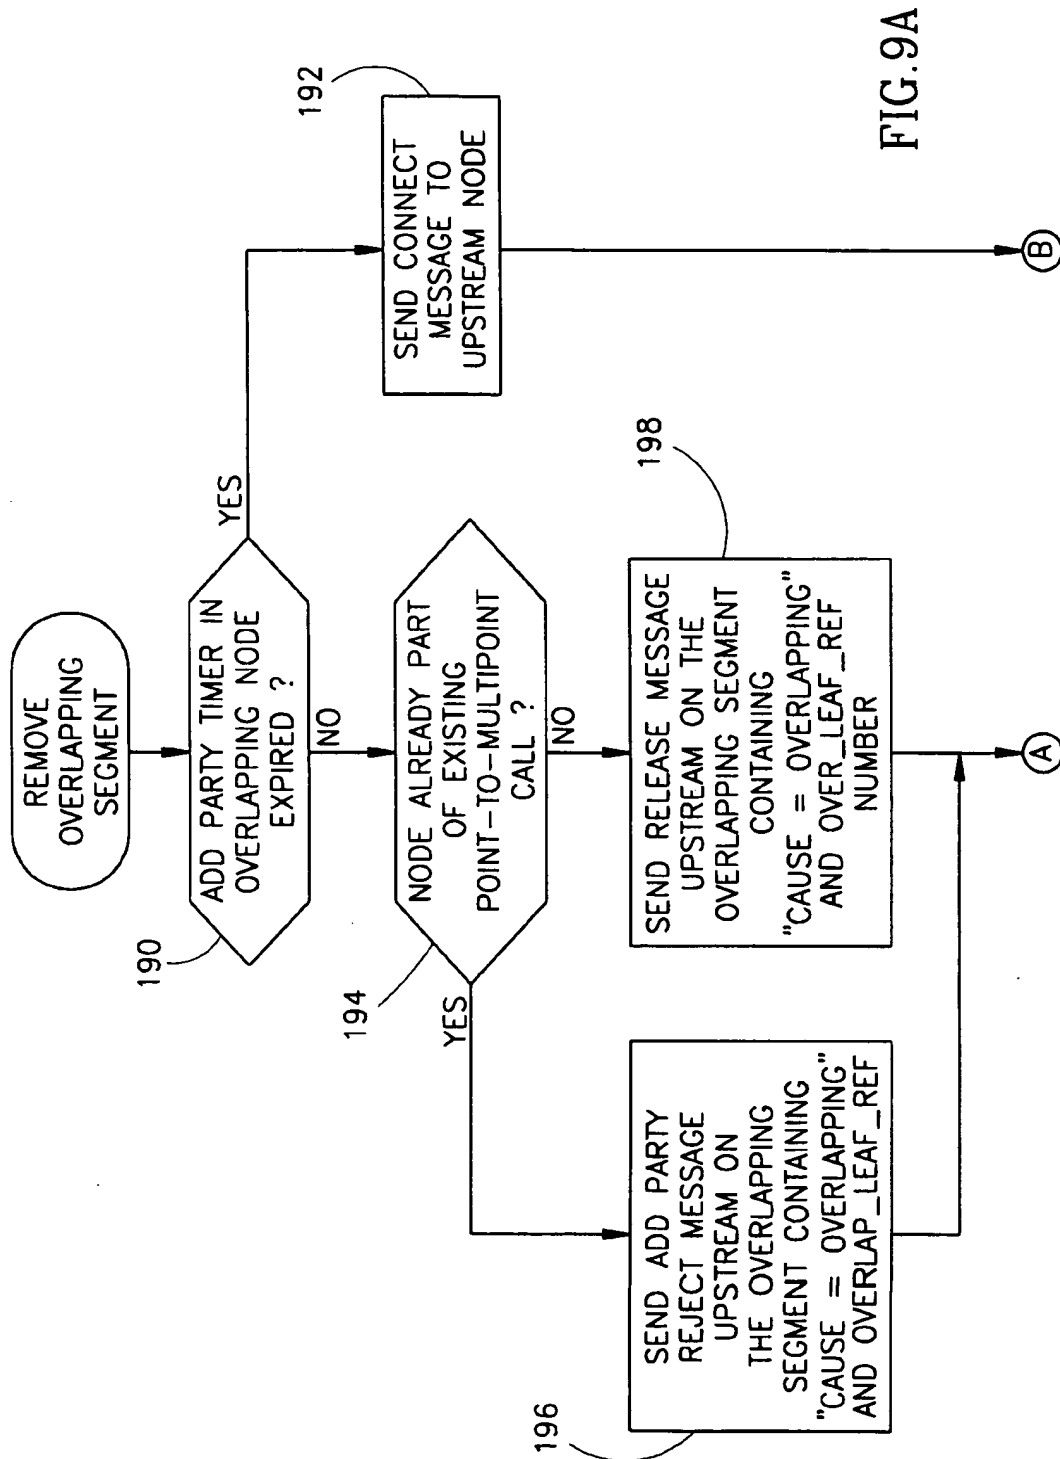 REMOVE
OVERLAPPING
SEGMENT
190
ADD PARTY TIMER IN
OVERLAPPING NODE
EXPIRED ?
YES
NO
192
SEND CONNECT
MESSAGE TO
UPSTREAM NODE
194
NODE ALREADY PART
OF EXISTING
POINT-TO-MULTIPOINT
CALL ?
YES
NO
196
SEND ADD PARTY
REJECT MESSAGE
UPSTREAM ON
THE OVERLAPPING
SEGMENT CONTAINING
"CAUSE = OVERLAPPING"
AND OVERLAP_LEAF_REF
198
SEND RELEASE MESSAGE
UPSTREAM ON THE
OVERLAPPING SEGMENT
CONTAINING
"CAUSE = OVERLAPPING"
AND OVER_LEAF_REF
NUMBER
A
B
FIG.9A